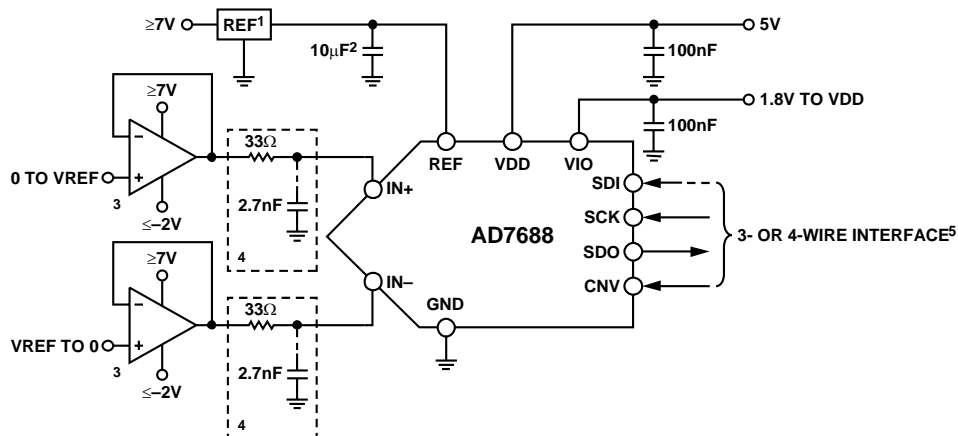 ≥7V
REF1
10μF2
5V
100nF
1.8V TO VDD
100nF
≥7V
–
+
0 TO VREF
3
≤–2V
33Ω
2.7nF
4
IN+
REF
VDD
VIO
SDI
SCK
SDO
CNV
AD7688
3- OR 4-WIRE INTERFACE5
IN–
GND
≥7V
–
+
VREF TO 0
3
≤–2V
33Ω
2.7nF
4